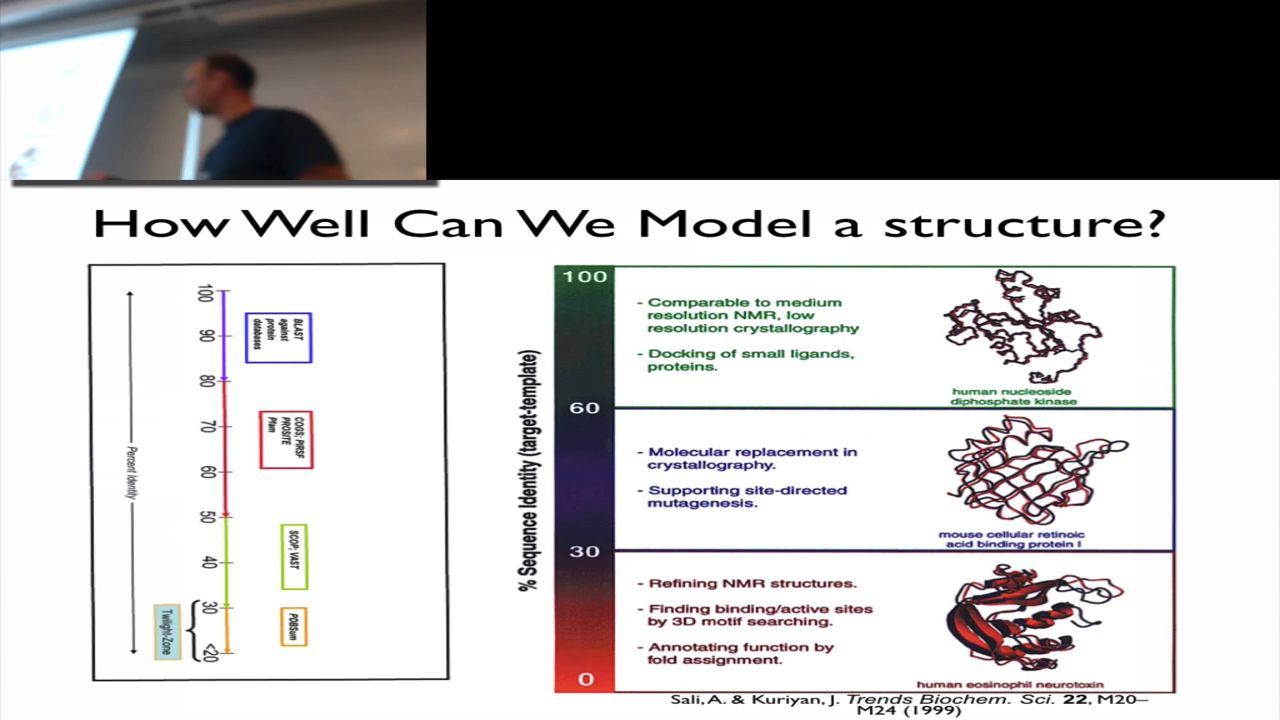 How Well Can We Model a structure?
100
90
80
70
60
50
40
30
<20
Percent Identity
BLAST
against
protein
databases
COGS; PIRSF
PROSITE
Pfam
SCOP; VAST
PDBSum
Twilight-Zone
% Sequence Identity (target-template)
100
60
30
0
- Comparable to medium
resolution NMR, low
resolution crystallography
- Docking of small ligands,
proteins.
human nucleoside
diphosphate kinase
- Molecular replacement in
crystallography.
- Supporting site-directed
mutagenesis.
mouse cellular retinoic
acid binding protein I
- Refining NMR structures.
- Finding binding/active sites
by 3D motif searching.
- Annotating function by
fold assignment.
human eosinophil neurotoxin
Sali, A. & Kuriyan, J. Trends Biochem. Sci. 22, M20–
M24 (1999)